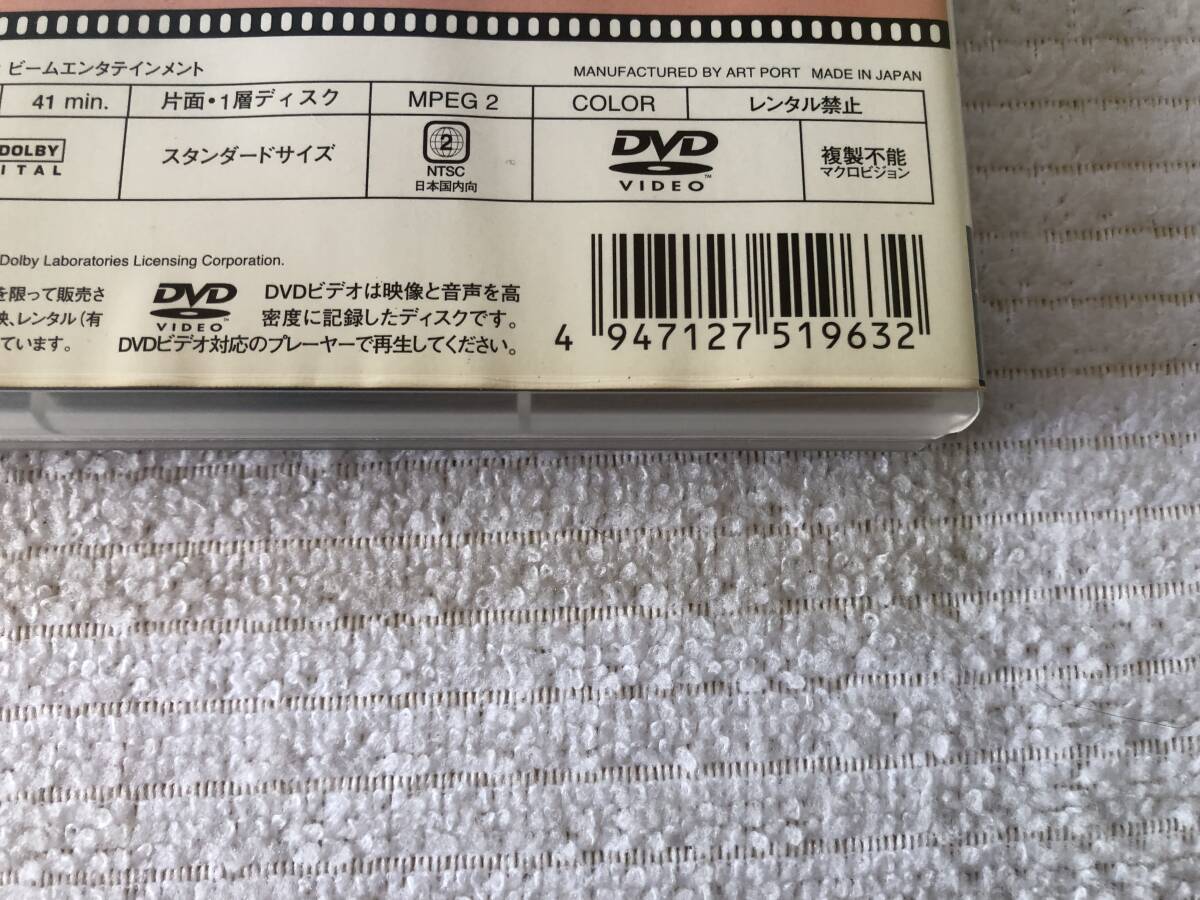 ビームエンタテインメント
MANUFACTURED BY ART PORT MADE IN JAPAN
41 min.
片面・1層ディスク
MPEG 2
COLOR
レンタル禁止
DOLBY
ITAL
スタンダードサイズ
2
NTSC
日本国内向
DVD
VIDEO™
複製不能
マクロビジョン
Dolby Laboratories Licensing Corporation.
を限って販売さ
映、レンタル(有
ています。
DVD
VIDEO™
DVDビデオは映像と音声を高
密度に記録したディスクです。
DVDビデオ対応のプレーヤーで再生してください。
4 947127 519632